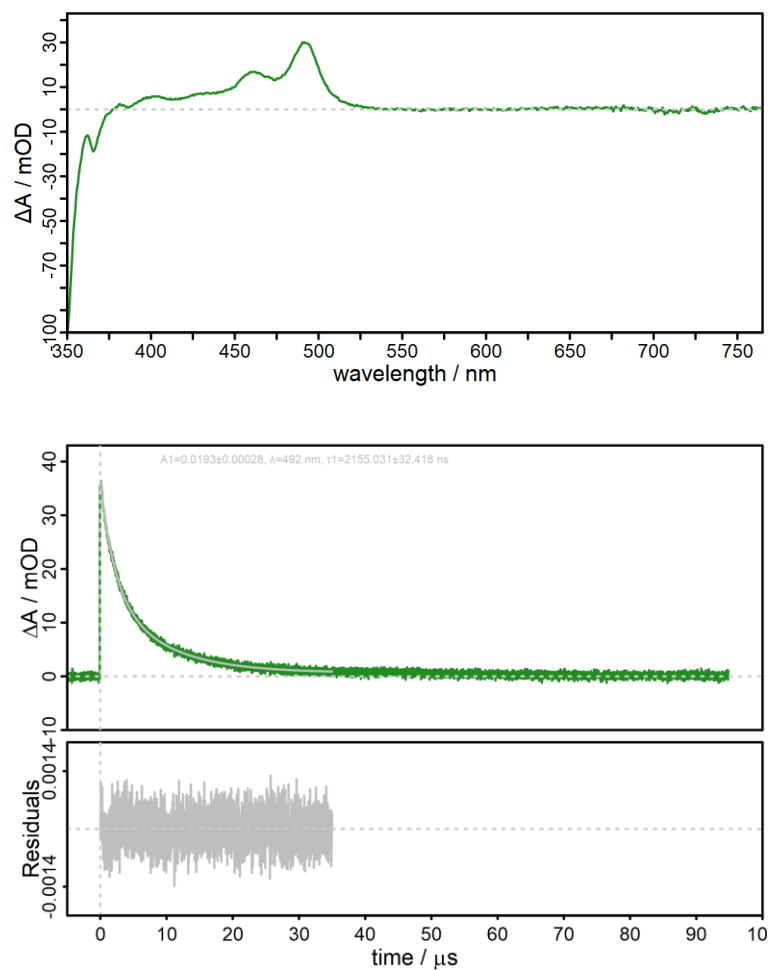 ΔA / mOD
30
10
-10
-30
-50
-70
-100
350 400 450 500 550 600 650 700 750
wavelength / nm
A1=0.0193±0.00028, λ=492 nm, τ1=2155.031±32.418 ns
ΔA / mOD
40
30
20
10
0
-10
Residuals
0.0014
-0.0014
0 10 20 30 40 50 60 70 80 90 10
time / μs